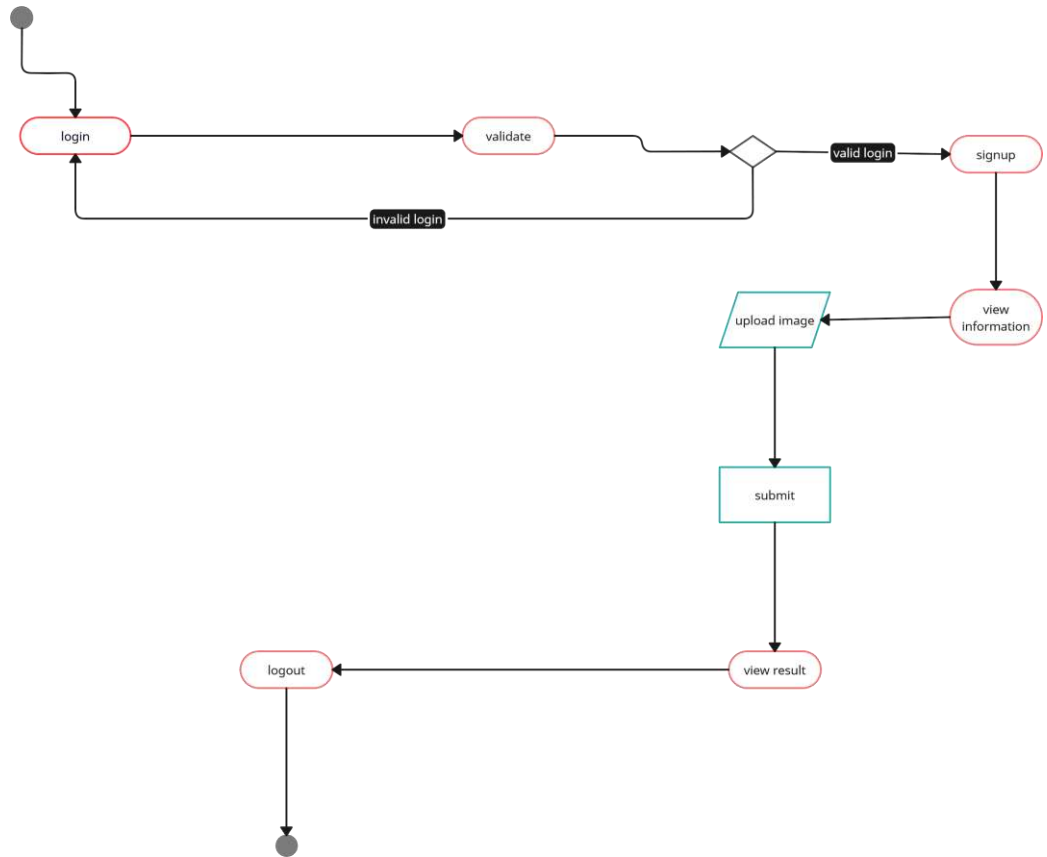 login
validate
valid login
signup
invalid login
view
information
upload image
submit
view result
logout